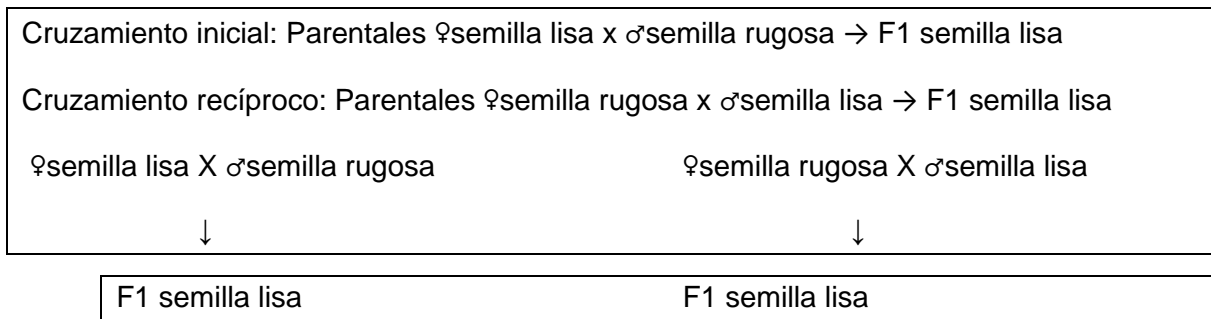 Cruzamiento inicial: Parentales ♀semilla lisa x ♂semilla rugosa → F1 semilla lisa
Cruzamiento recíproco: Parentales ♀semilla rugosa x ♂semilla lisa → F1 semilla lisa
♀semilla lisa X ♂semilla rugosa ♀semilla rugosa X ♂semilla lisa
↓ ↓
F1 semilla lisa F1 semilla lisa